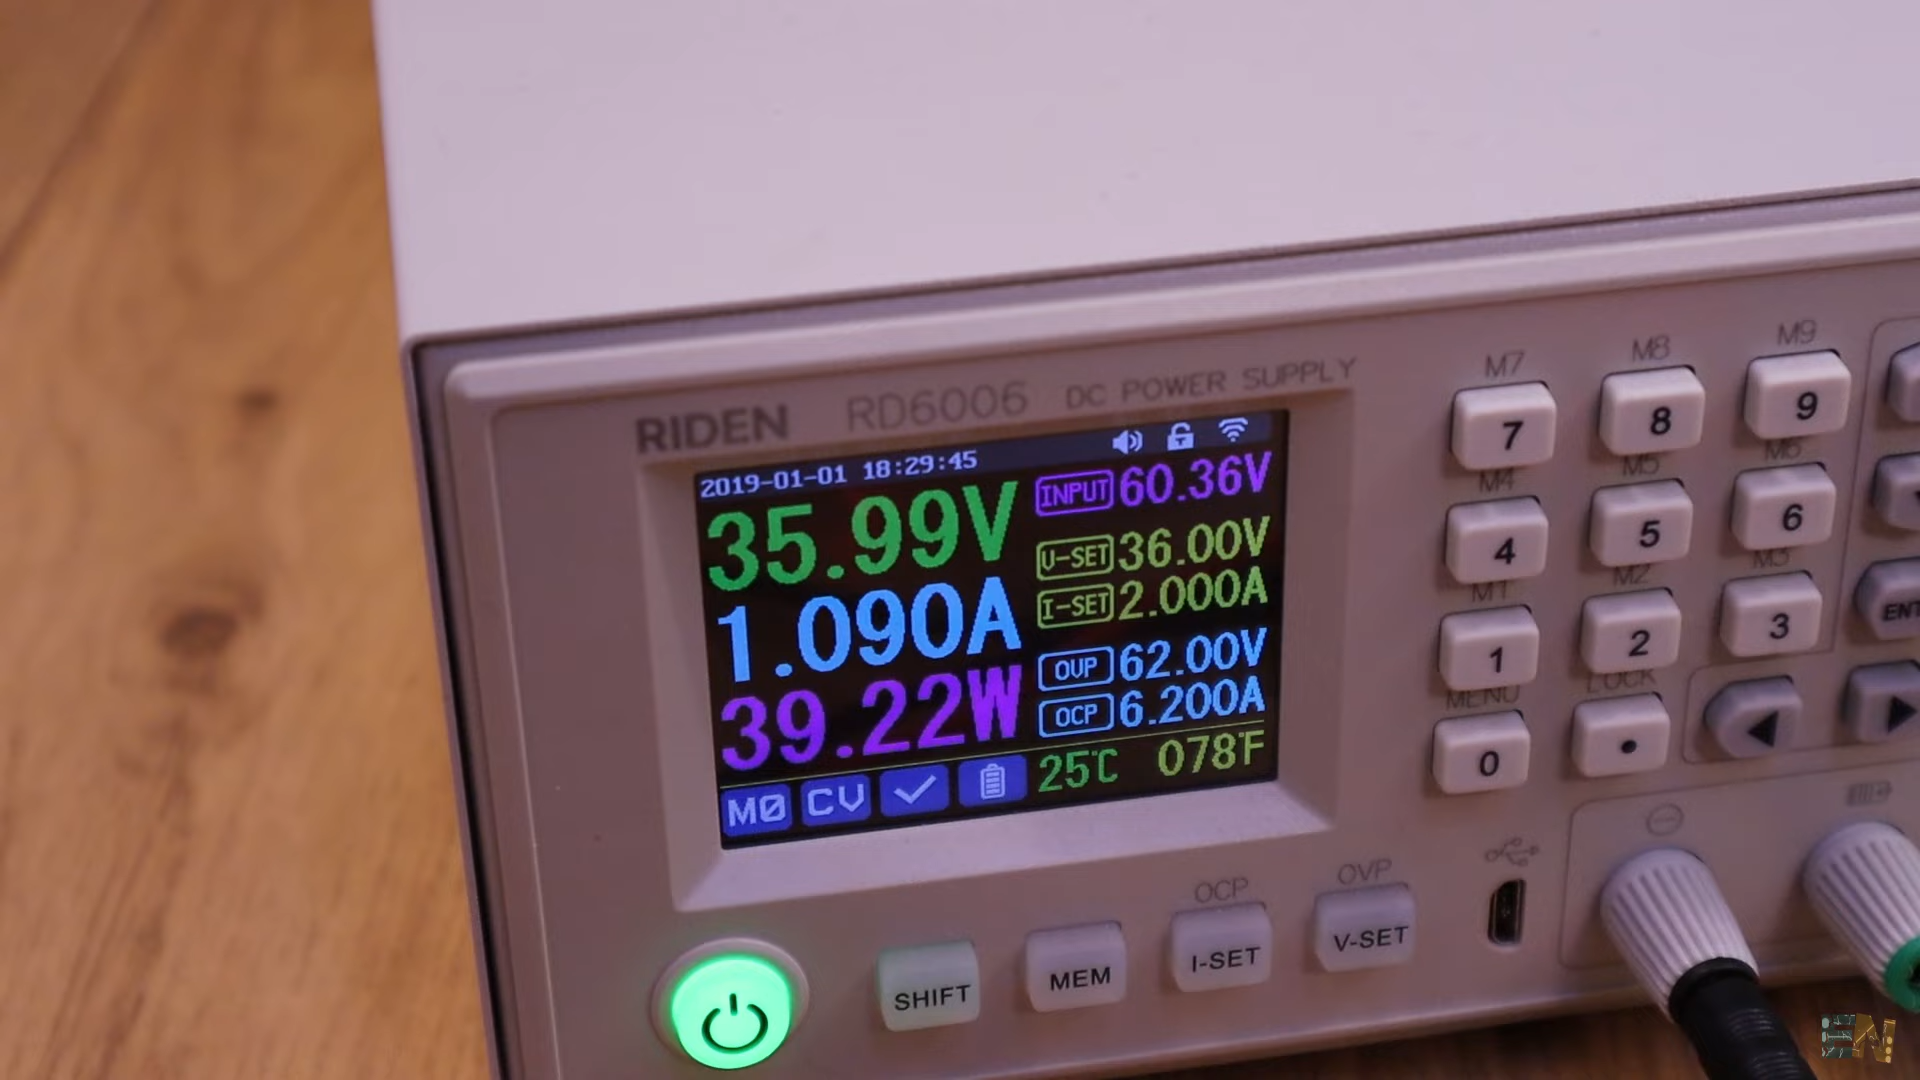 RIDEN RD6006 DC POWER SUPPLY
2019-01-01 18:29:45
35.99V
1.090A
39.22W
INPUT 60.36V
V-SET 36.00V
I-SET 2.000A
OVP 62.00V
OCP 6.200A
M0 CV 25°C 078°F
M7 M8 M9
7 8 9
M4 M5 M6
4 5 6
M1 M2 M3
1 2 3
ENT
MENU LOCK
0 .
OCP OVP
SHIFT MEM I-SET V-SET
EN